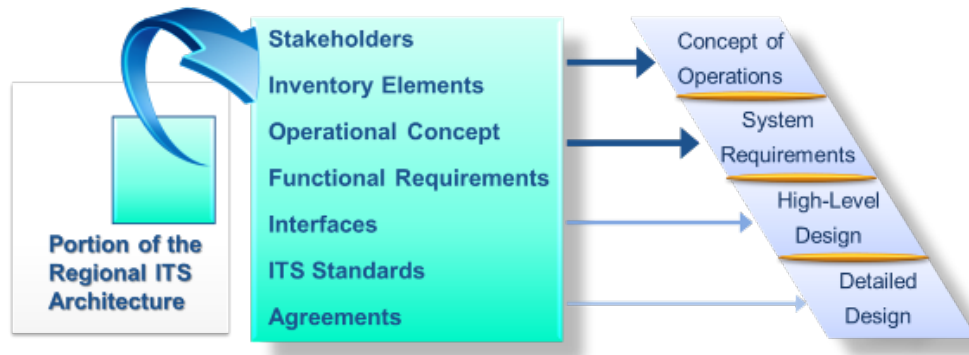 Portion of the
Regional ITS
Architecture
Stakeholders
Inventory Elements
Operational Concept
Functional Requirements
Interfaces
ITS Standards
Agreements
Concept of
Operations
System
Requirements
High-Level
Design
Detailed
Design